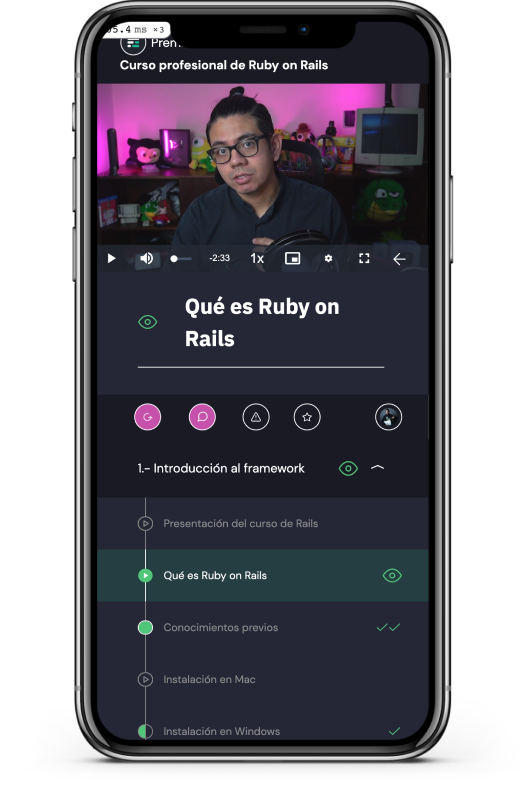 5.4 ms ×3
Curso profesional de Ruby on Rails
-2:33
1x
Qué es Ruby on
Rails
1.- Introducción al framework
Presentación del curso de Rails
Qué es Ruby on Rails
Conocimientos previos
Instalación en Mac
Instalación en Windows